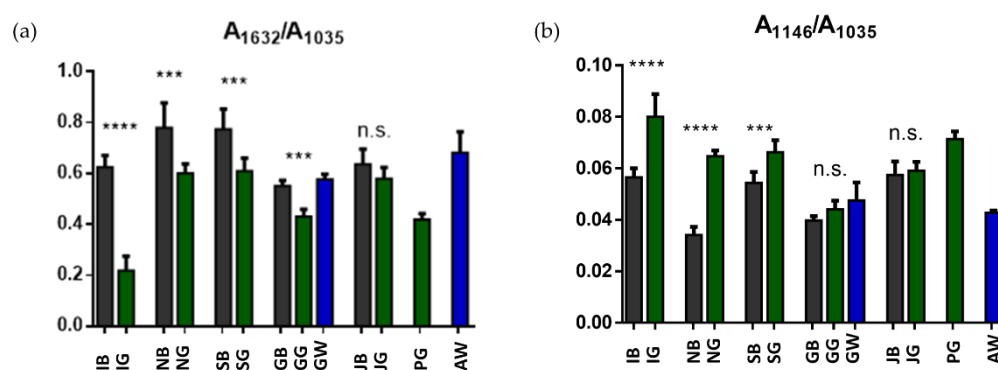 (a)
A1632/A1035
1.0
0.8
0.6
0.4
0.2
0.0
****
***
***
***
n.s.
IB IG NB NG SB SG GB GG GW JB JG PG AW
(b)
A1146/A1035
0.10
0.08
0.06
0.04
0.02
0.00
****
****
***
n.s.
n.s.
IB IG NB NG SB SG GB GG GW JB JG PG AW